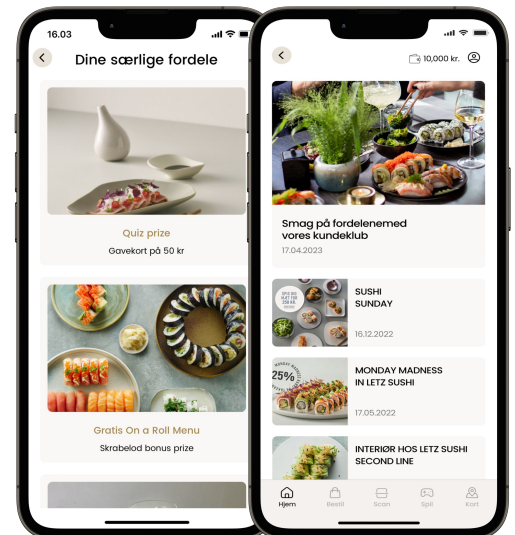 16.03
Dine særlige fordele
Quiz prize
Gavekort på 50 kr
Gratis On a Roll Menu
Skrabelod bonus prize
10,000 kr.
Smag på fordelenemed
vores kundeklub
17.04.2023
SUSHI
SUNDAY
16.12.2022
MONDAY MADNESS
25%
MONDAY MADNESS
IN LETZ SUSHI
17.05.2022
INTERIØR HOS LETZ SUSHI
SECOND LINE
Hjem
Bestil
Scan
Spil
Kort